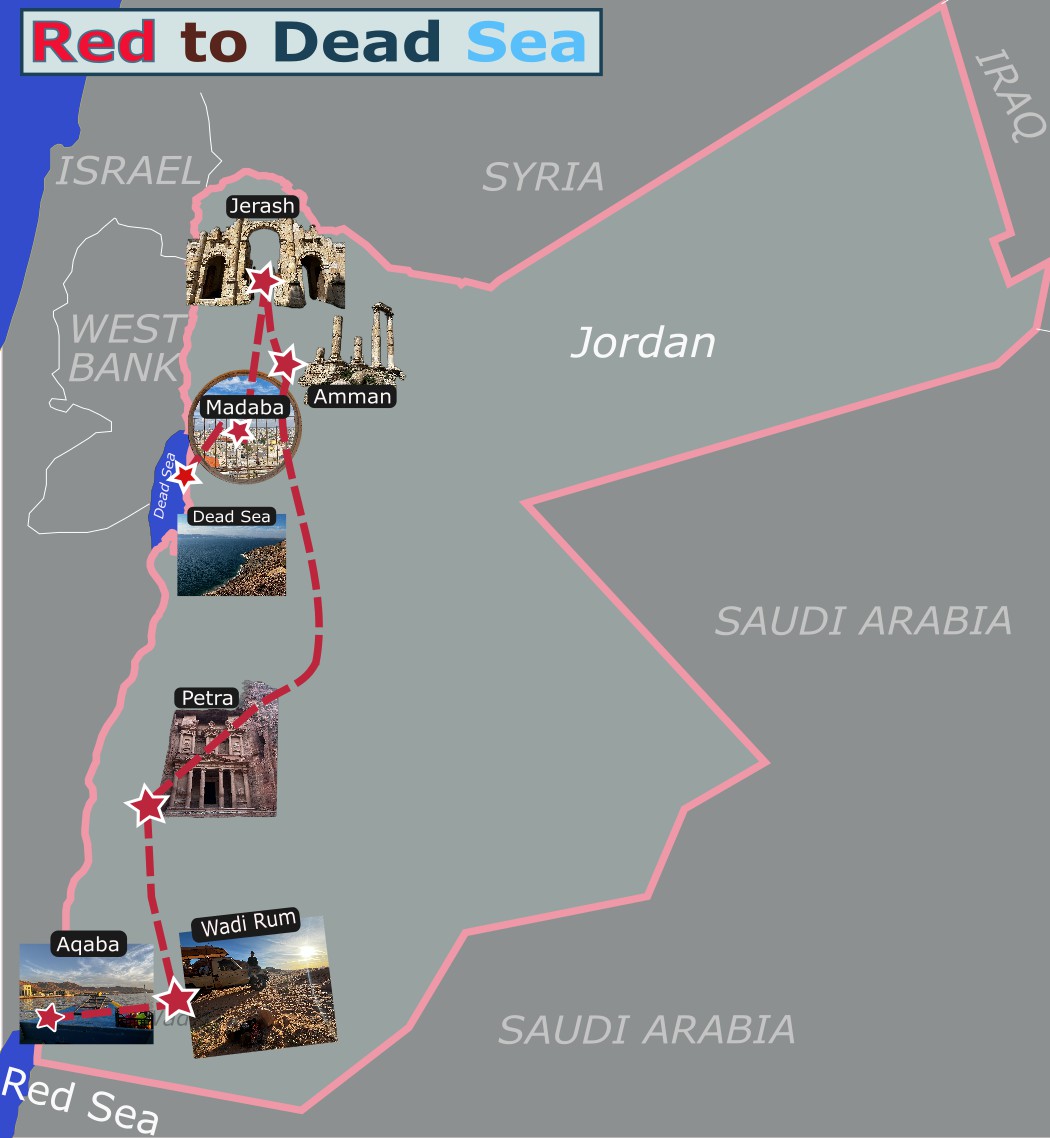 Red to Dead Sea
IRAQ
ISRAEL
SYRIA
Jerash
WEST
BANK
Jordan
Amman
Madaba
Dead Sea
Dead Sea
SAUDI ARABIA
Petra
Wadi Rum
Aqaba
SAUDI ARABIA
Red Sea